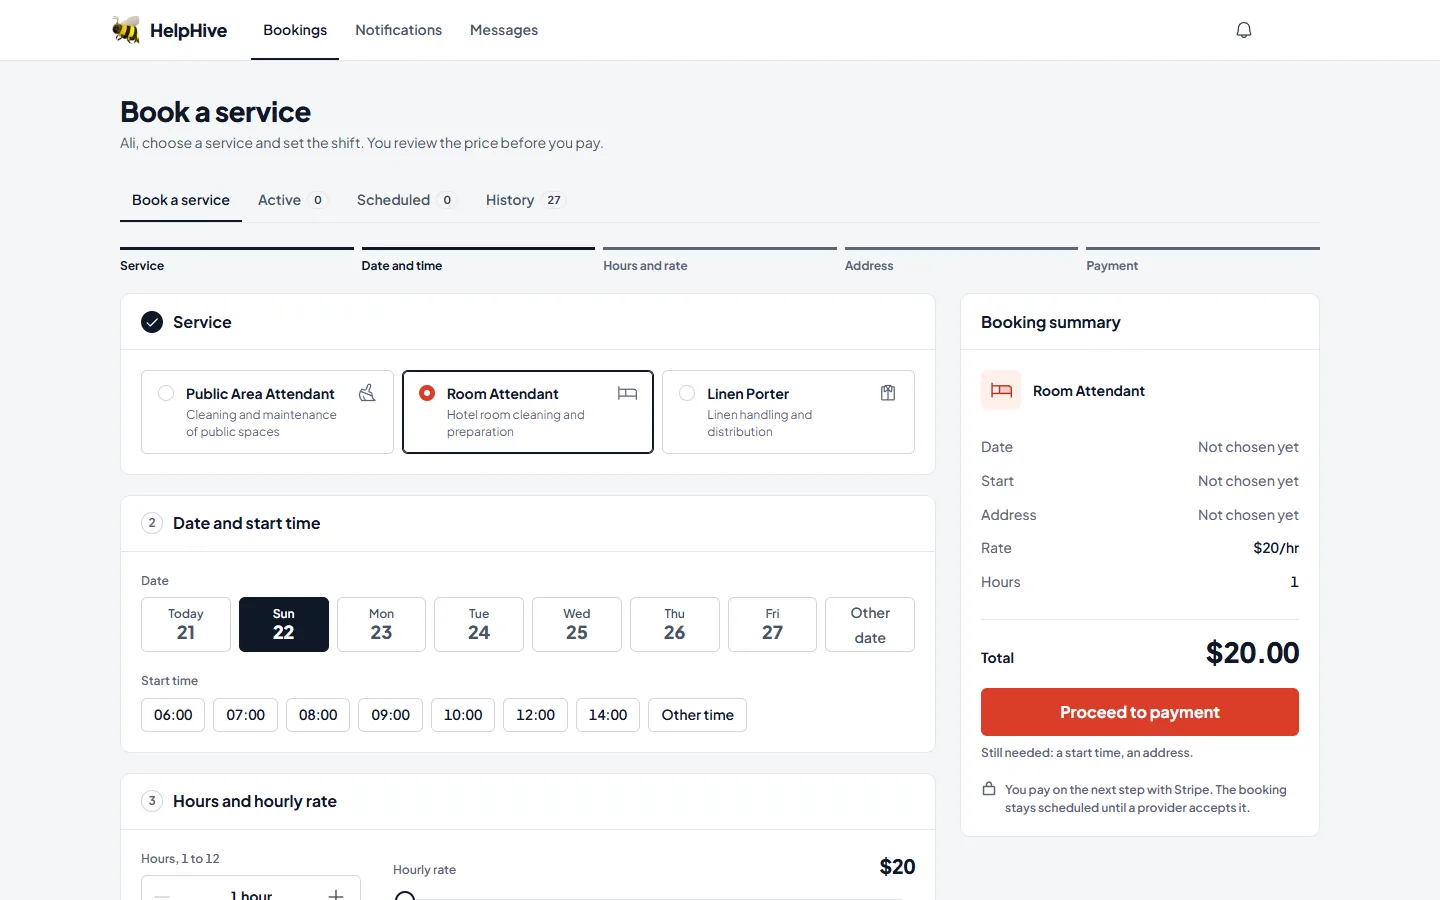 HelpHive
Bookings
Notifications
Messages
Book a service
Ali, choose a service and set the shift. You review the price before you pay.
Book a service
Active 0
Scheduled 0
History 27
Service
Date and time
Hours and rate
Address
Payment
Service
Public Area Attendant
Cleaning and maintenance
of public spaces
Room Attendant
Hotel room cleaning and
preparation
Linen Porter
Linen handling and
distribution
2 Date and start time
Date
Today
21
Sun
22
Mon
23
Tue
24
Wed
25
Thu
26
Fri
27
Other
date
Start time
06:00
07:00
08:00
09:00
10:00
12:00
14:00
Other time
3 Hours and hourly rate
Hours, 1 to 12
1 hour
Hourly rate
$20
Booking summary
Room Attendant
Date Not chosen yet
Start Not chosen yet
Address Not chosen yet
Rate $20/hr
Hours 1
Total $20.00
Proceed to payment
Still needed: a start time, an address.
You pay on the next step with Stripe. The booking
stays scheduled until a provider accepts it.